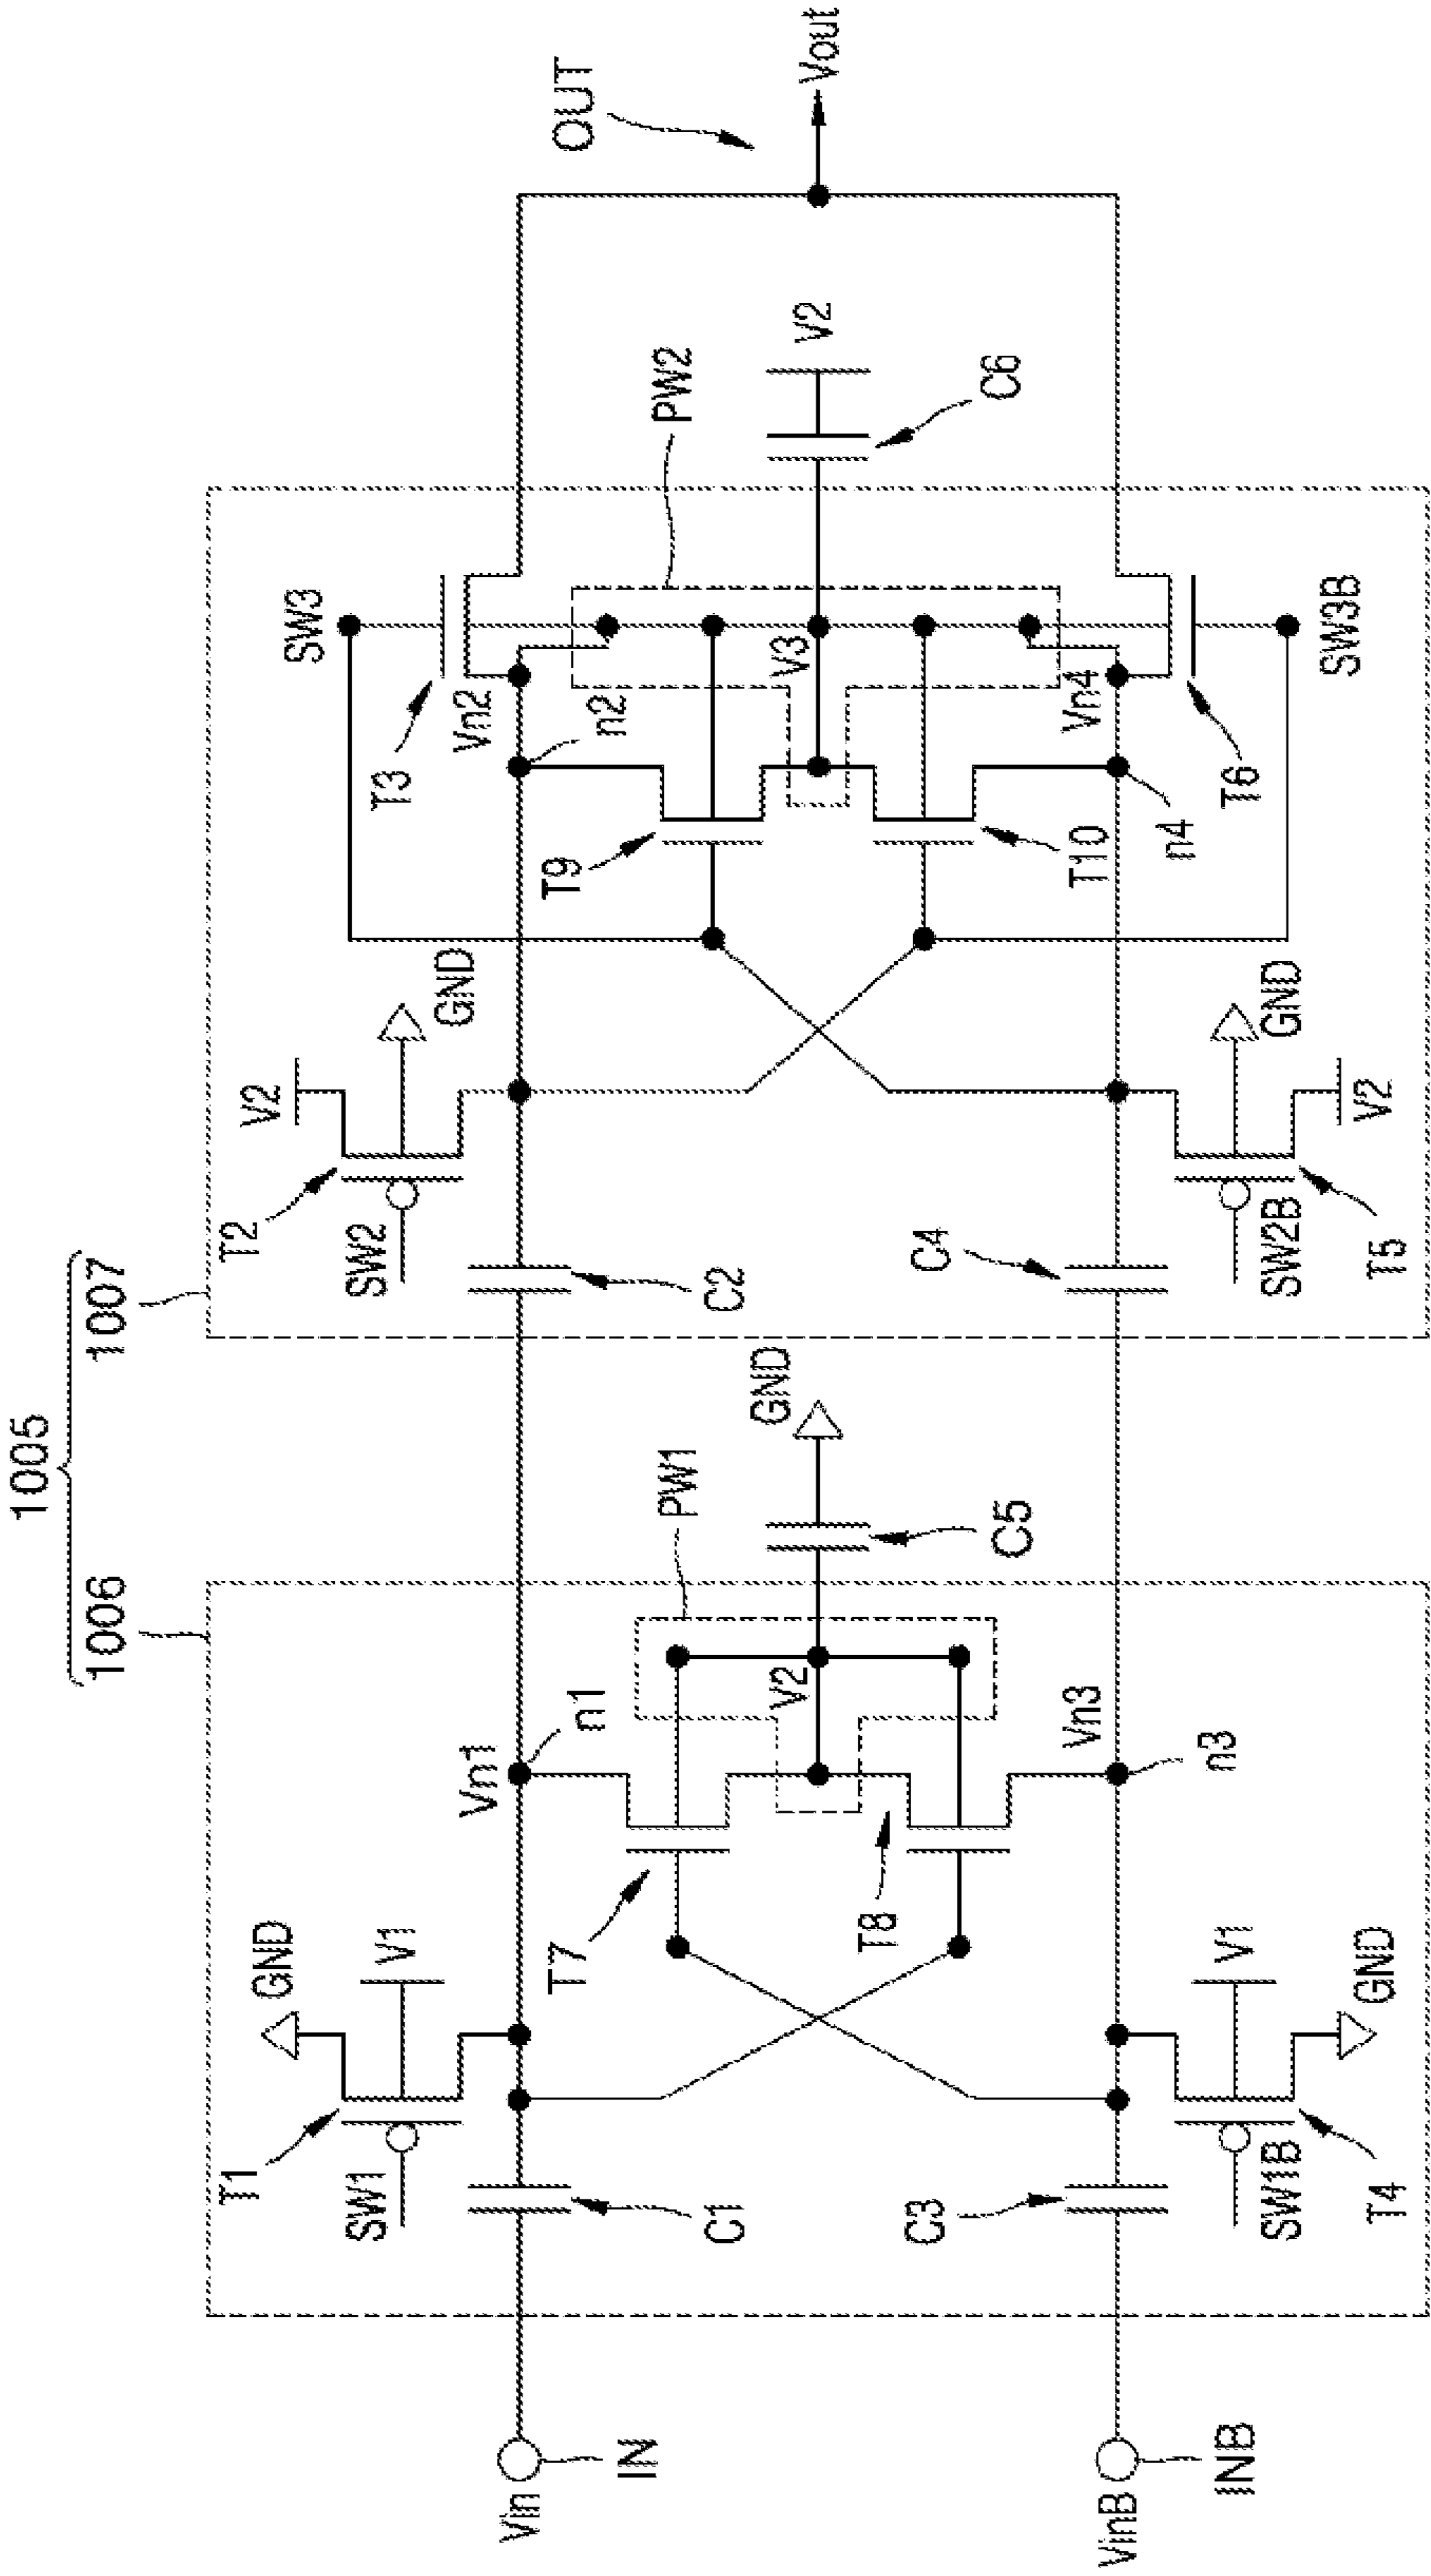 1005
1006
1007
Vin
IN
VinB
INB
T1
SW1
GND
V1
C1
Vn1
n1
T7
T8
V2
PW1
C5
GND
C3
Vn3
n3
SW1B
T4
V1
GND
T2
SW2
V2
GND
C2
C4
SW2B
T5
GND
V2
SW3
T3
Vn2
n2
T9
V3
T10
PW2
V2
C6
Vn4
n4
T6
SW3B
OUT
Vout